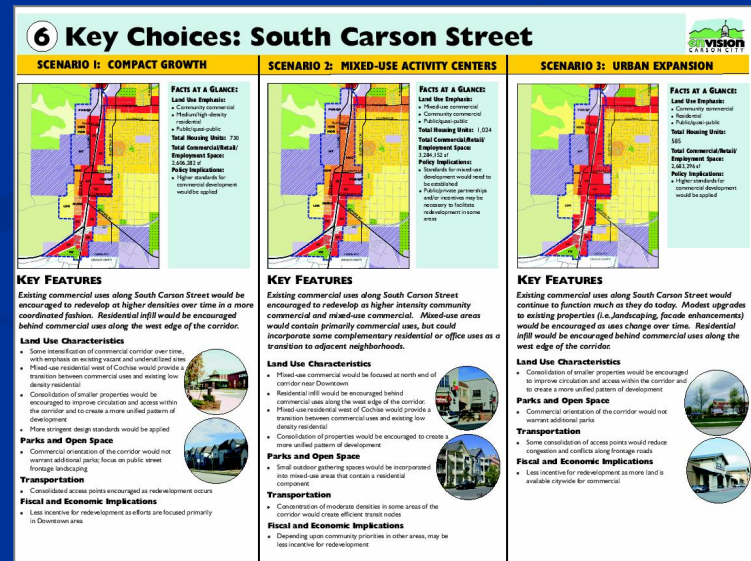 6 Key Choices: South Carson Street
envision
CARSON CITY
SCENARIO 1: COMPACT GROWTH
FACTS AT A GLANCE:
Land Use Emphasis:
• Community commercial
• Medium/high-density
residential
• Public/quasi-public
Total Housing Units: 730
Total Commercial/Retail/
Employment Space:
2,606,382 sf
Policy Implications:
• Higher standards for
commercial development
would be applied
KEY FEATURES
Existing commercial uses along South Carson Street would be
encouraged to redevelop at higher densities over time in a more
coordinated fashion. Residential infill would be encouraged
behind commercial uses along the west edge of the corridor.
Land Use Characteristics
• Some intensification of commercial corridor over time,
with emphasis on existing vacant and underutilized sites
• Mixed-use residential west of Cochise would provide a
transition between commercial uses and existing low
density residential
• Consolidation of smaller properties would be
encouraged to improve circulation and access within
the corridor and to create a more unified pattern of
development
• More stringent design standards would be applied
Parks and Open Space
• Commercial orientation of the corridor would not
warrant additional parks; focus on public street
frontage landscaping
Transportation
• Consolidated access points encouraged as redevelopment occurs
Fiscal and Economic Implications
• Less incentive for redevelopment as efforts are focused primarily
in Downtown area
SCENARIO 2: MIXED-USE ACTIVITY CENTERS
FACTS AT A GLANCE:
Land Use Emphasis:
• Mixed-use commercial
• Community commercial
• Public/quasi-public
Total Housing Units: 1,024
Total Commercial/Retail/
Employment Space:
3,284,152 sf
Policy Implications:
• Standards for mixed-use
development would need to
be established
• Public/private partnerships
and/or incentives may be
necessary to facilitate
redevelopment in some
areas
KEY FEATURES
Existing commercial uses along South Carson Street would be
encouraged to redevelop as higher intensity community
commercial and mixed-use commercial. Mixed-use areas
would contain primarily commercial uses, but could
incorporate some complementary residential or office uses as a
transition to adjacent neighborhoods.
Land Use Characteristics
• Mixed-use commercial would be focused at north end of
corridor near Downtown
• Residential infill would be encouraged behind
commercial uses along the west edge of the corridor.
• Mixed-use residential west of Cochise would provide a
transition between commercial uses and existing low
density residential
• Consolidation of properties would be encouraged to create a
more unified pattern of development
Parks and Open Space
• Small outdoor gathering spaces would be incorporated
into mixed-use areas that contain a residential
component
Transportation
• Concentration of moderate densities in some areas of the
corridor would create efficient transit nodes
Fiscal and Economic Implications
• Depending upon community priorities in other areas, may be
less incentive for redevelopment
SCENARIO 3: URBAN EXPANSION
FACTS AT A GLANCE:
Land Use Emphasis:
• Community commercial
• Residential
• Public/quasi-public
Total Housing Units:
585
Total Commercial/Retail/
Employment Space:
2,683,296 sf
Policy Implications:
• Higher standards for
commercial development
would be applied
KEY FEATURES
Existing commercial uses along South Carson Street would
continue to function much as they do today. Modest upgrades
to existing properties (i.e.,landscaping, facade enhancements)
would be encouraged as uses change over time. Residential
infill would be encouraged behind commercial uses along the
west edge of the corridor.
Land Use Characteristics
• Consolidation of smaller properties would be encouraged
to improve circulation and access within the corridor and
to create a more unified pattern of development
Parks and Open Space
• Commercial orientation of the corridor would not
warrant additional parks
Transportation
• Some consolidation of access points would reduce
congestion and conflicts along frontage roads
Fiscal and Economic Implications
• Less incentive for redevelopment as more land is
available citywide for commercial